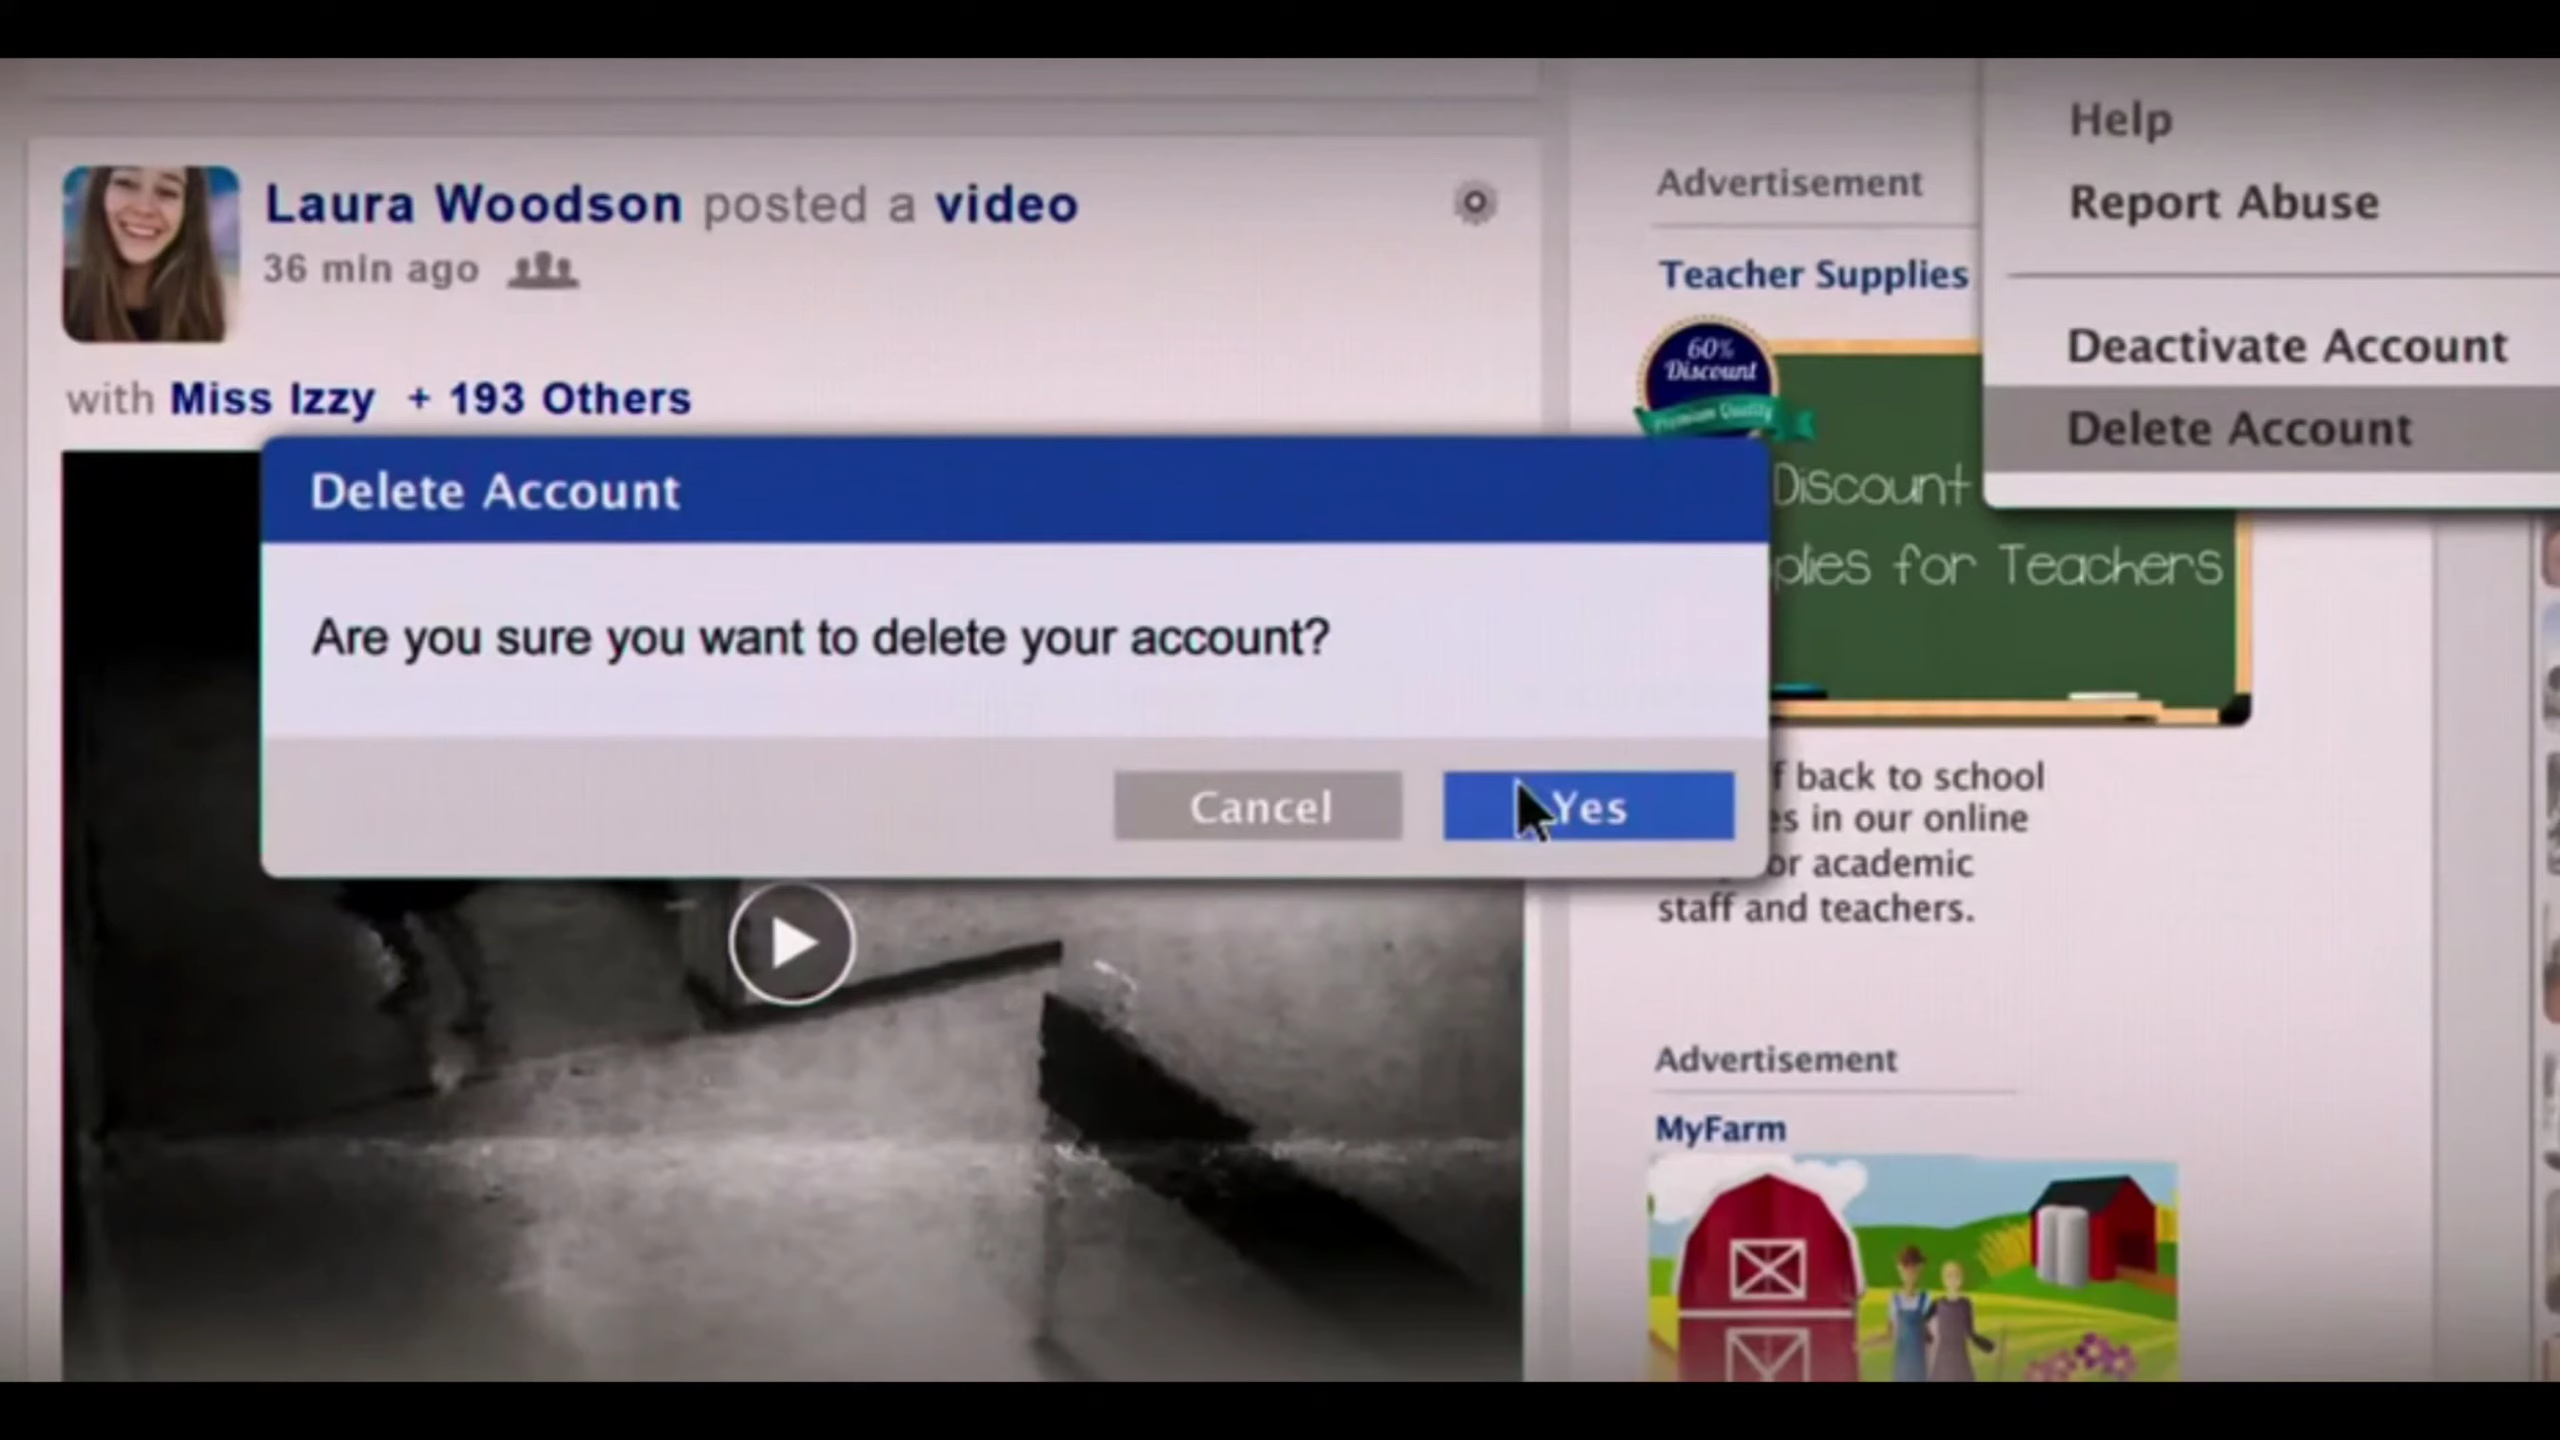 Laura Woodson posted a video
36 min ago
with Miss Izzy + 193 Others
Delete Account
Are you sure you want to delete your account?
Cancel
Yes
Help
Report Abuse
Deactivate Account
Delete Account
Advertisement
Teacher Supplies
60%
Discount
Premium Quality
Discount
plies for Teachers
f back to school
s in our online
or academic
staff and teachers.
Advertisement
MyFarm